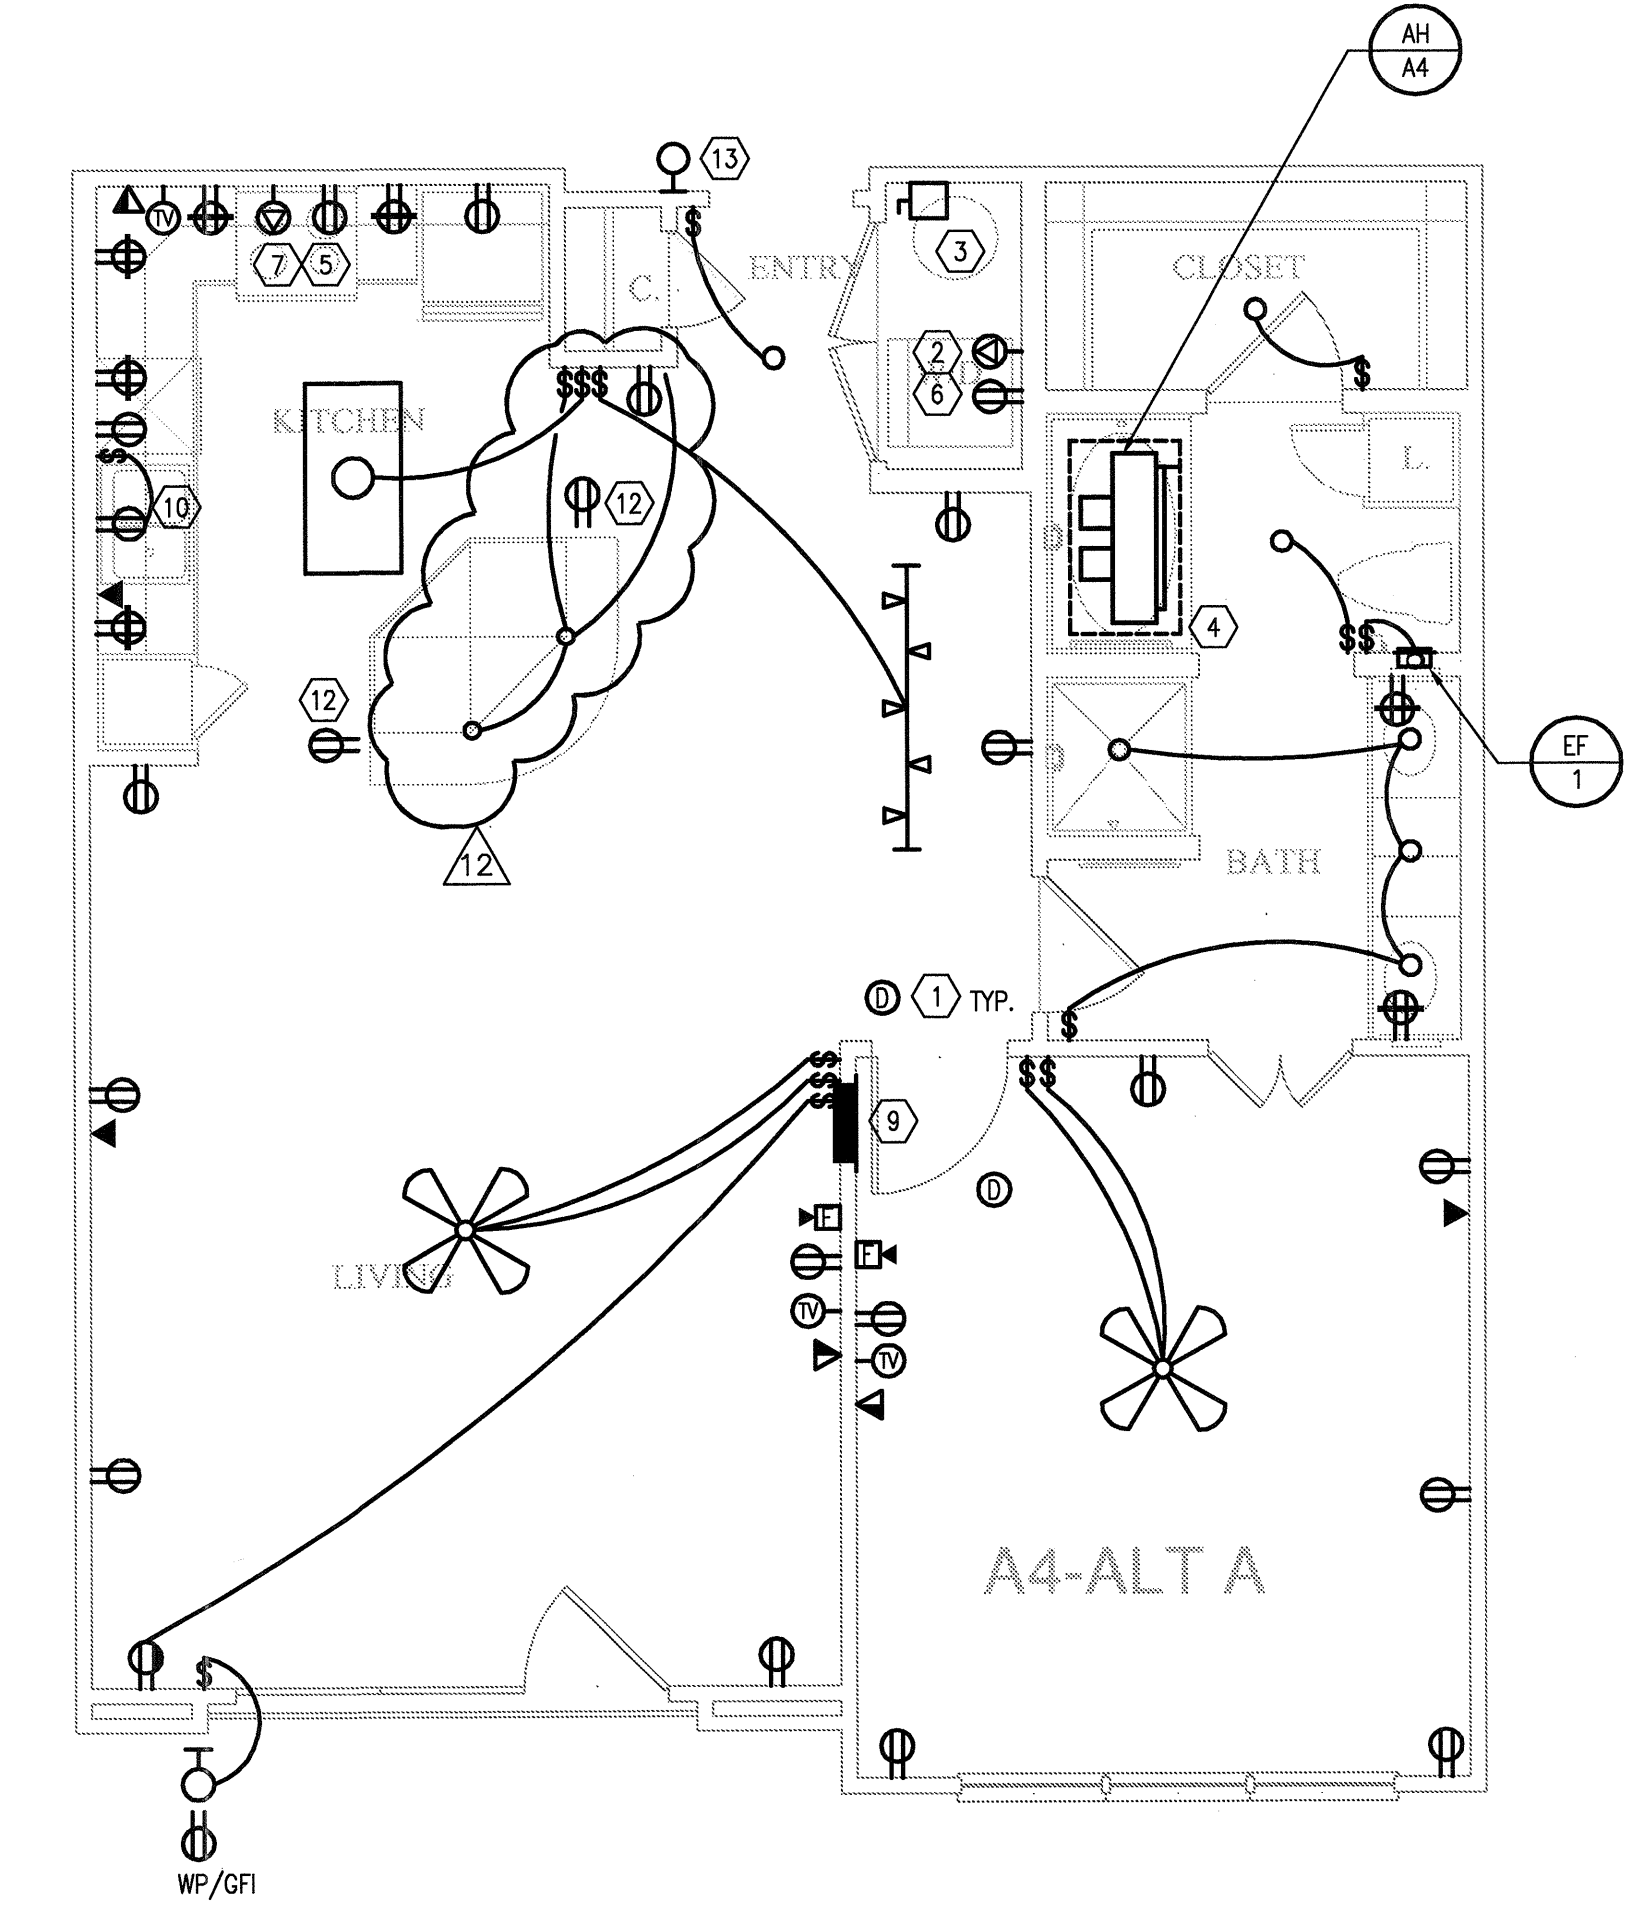 AH
A4
13
TV
7
5
3
ENTRY
CLOSET
C.
2
6
$
$$$
$
KITCHEN
L.
$
10
12
4
$$
12
EF
1
12
BATH
D
1
TYP.
$
$
$
$
$$
9
D
F
F
LIVING
TV
TV
A4-ALT A
$
WP/GFI